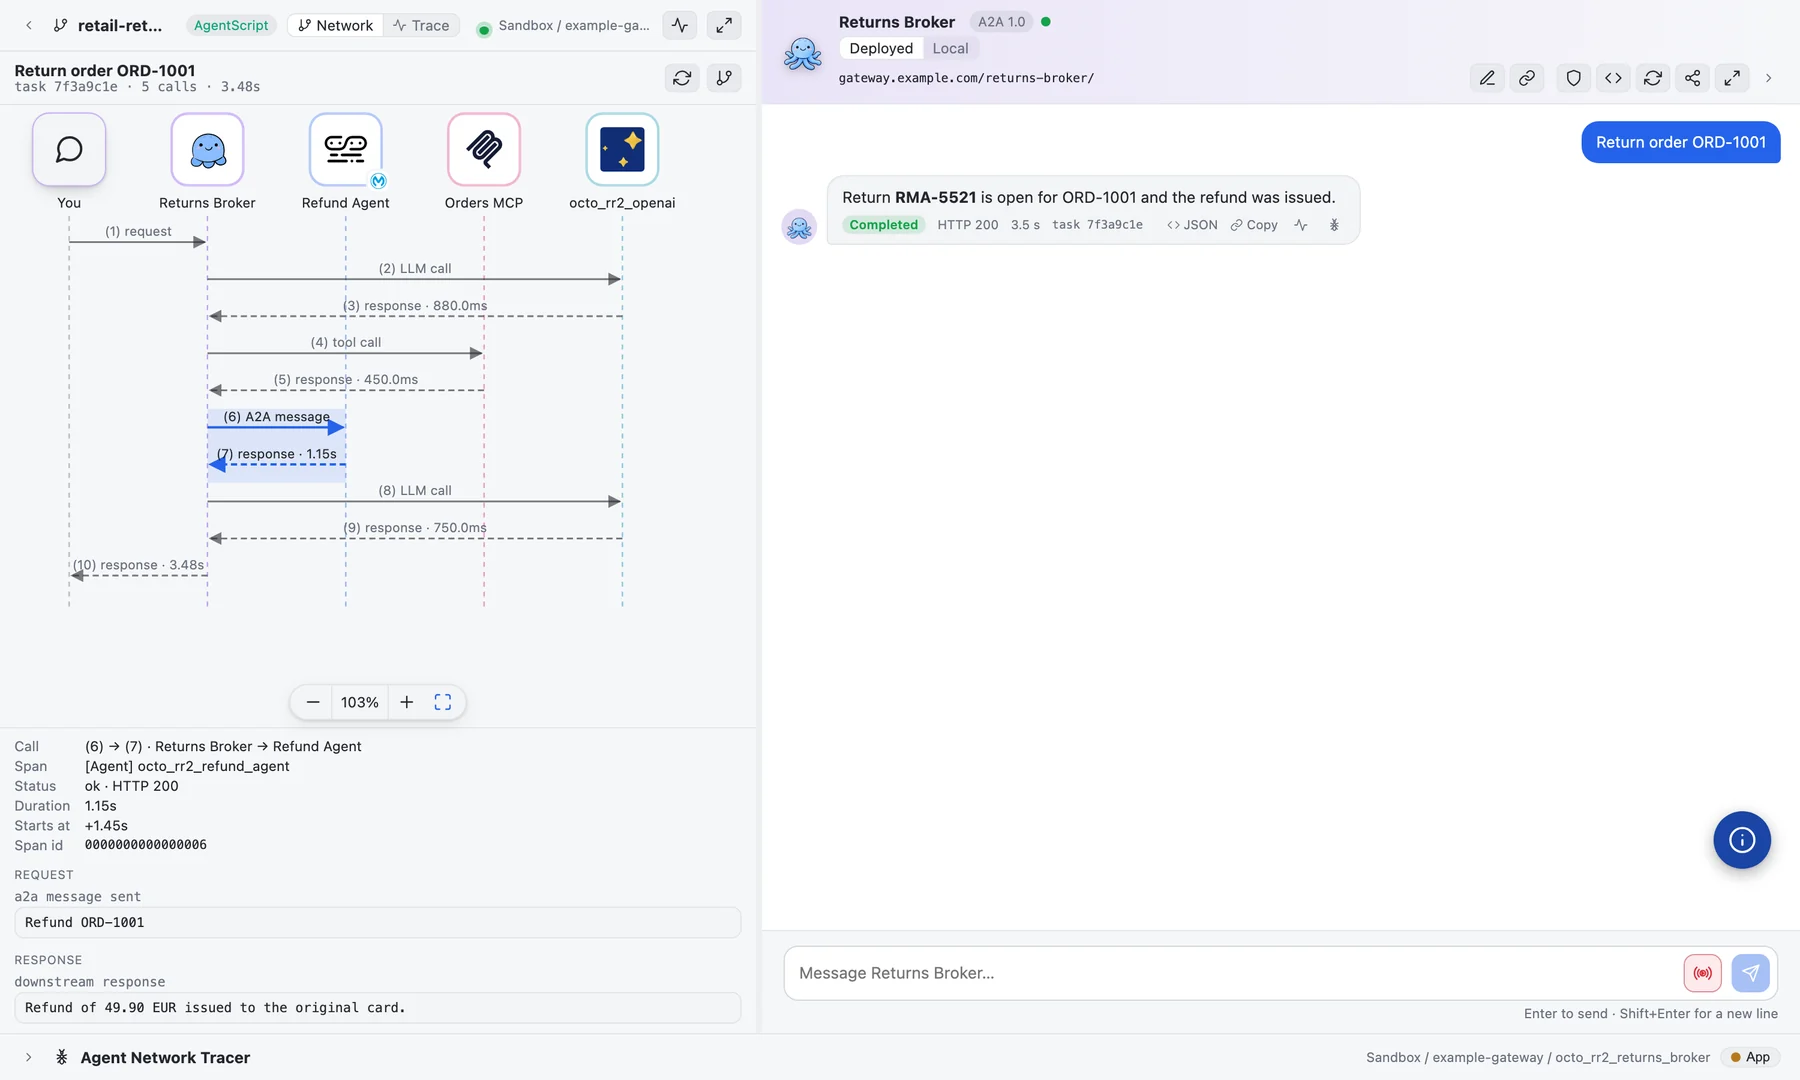 retail-ret...
AgentScript
Network
Trace
Sandbox / example-ga...
Return order ORD-1001
task 7f3a9c1e · 5 calls · 3.48s
You
Returns Broker
Refund Agent
Orders MCP
octo_rr2_openai
(1) request
(2) LLM call
(3) response · 880.0ms
(4) tool call
(5) response · 450.0ms
(6) A2A message
(7) response · 1.15s
(8) LLM call
(9) response · 750.0ms
(10) response · 3.48s
103%
Call (6) → (7) · Returns Broker → Refund Agent
Span [Agent] octo_rr2_refund_agent
Status ok · HTTP 200
Duration 1.15s
Starts at +1.45s
Span id 0000000000000006
REQUEST
a2a message sent
Refund ORD-1001
RESPONSE
downstream response
Refund of 49.90 EUR issued to the original card.
Returns Broker A2A 1.0
Deployed Local
gateway.example.com/returns-broker/
Return order ORD-1001
Return RMA-5521 is open for ORD-1001 and the refund was issued.
Completed HTTP 200 3.5 s task 7f3a9c1e JSON Copy
Message Returns Broker...
Enter to send · Shift+Enter for a new line
Agent Network Tracer
Sandbox / example-gateway / octo_rr2_returns_broker App